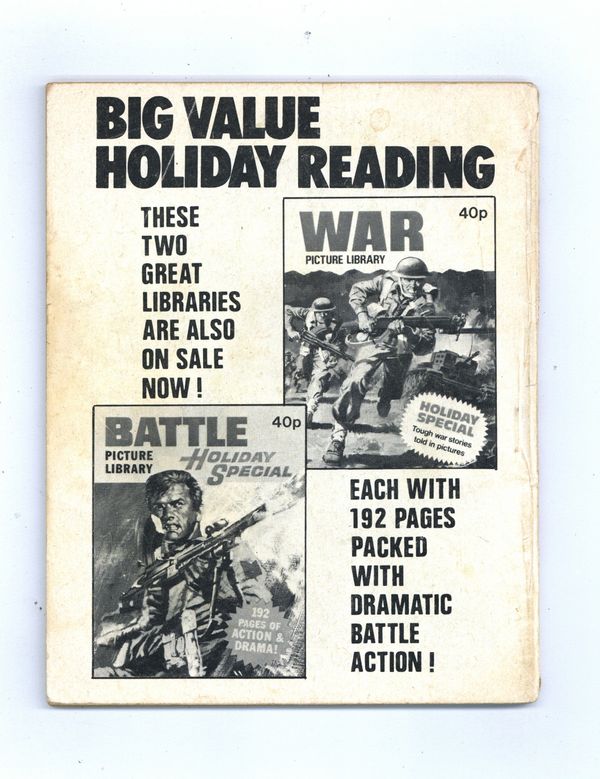 BIG VALUE
HOLIDAY READING
THESE
TWO
GREAT
LIBRARIES
ARE ALSO
ON SALE
NOW!
WAR
40p
PICTURE LIBRARY
HOLIDAY
SPECIAL
Tough war stories
told in pictures
BATTLE
40p
PICTURE
LIBRARY
HOLIDAY
SPECIAL
192
PAGES OF
ACTION &
DRAMA!
EACH WITH
192 PAGES
PACKED
WITH
DRAMATIC
BATTLE
ACTION!